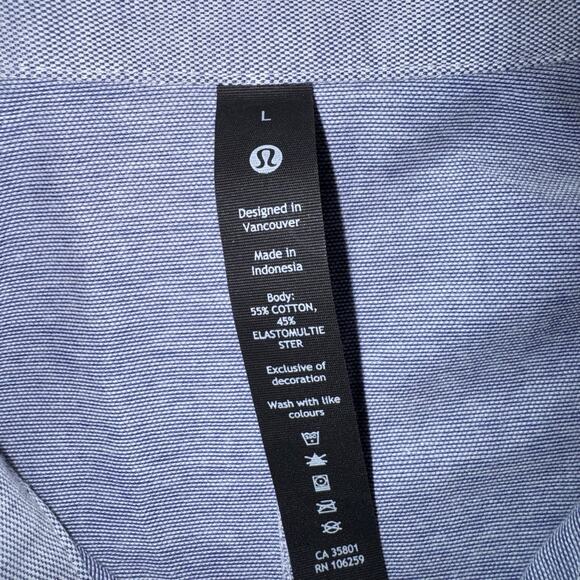 L
Designed in
Vancouver
Made in
Indonesia
Body:
55% COTTON,
45%
ELASTOMULTIE
STER
Exclusive of
decoration
Wash with like
colours
CA 35801
RN 106259